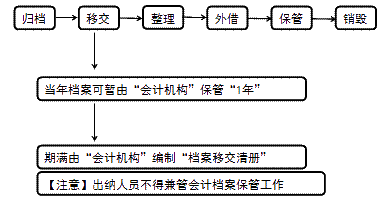 归档 移交 整理 外借 保管 销毁
当年档案可暂由“会计机构”保管“1年”
期满由“会计机构”编制“档案移交清册”
【注意】出纳人员不得兼管会计档案保管工作